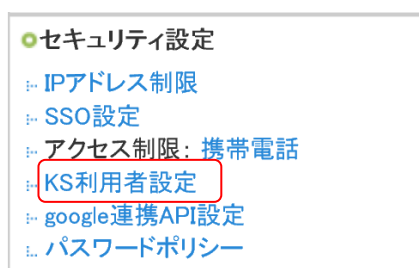 セキュリティ設定
IPアドレス制限
SSO設定
アクセス制限: 携帯電話
KS利用者設定
google連携API設定
パスワードポリシー